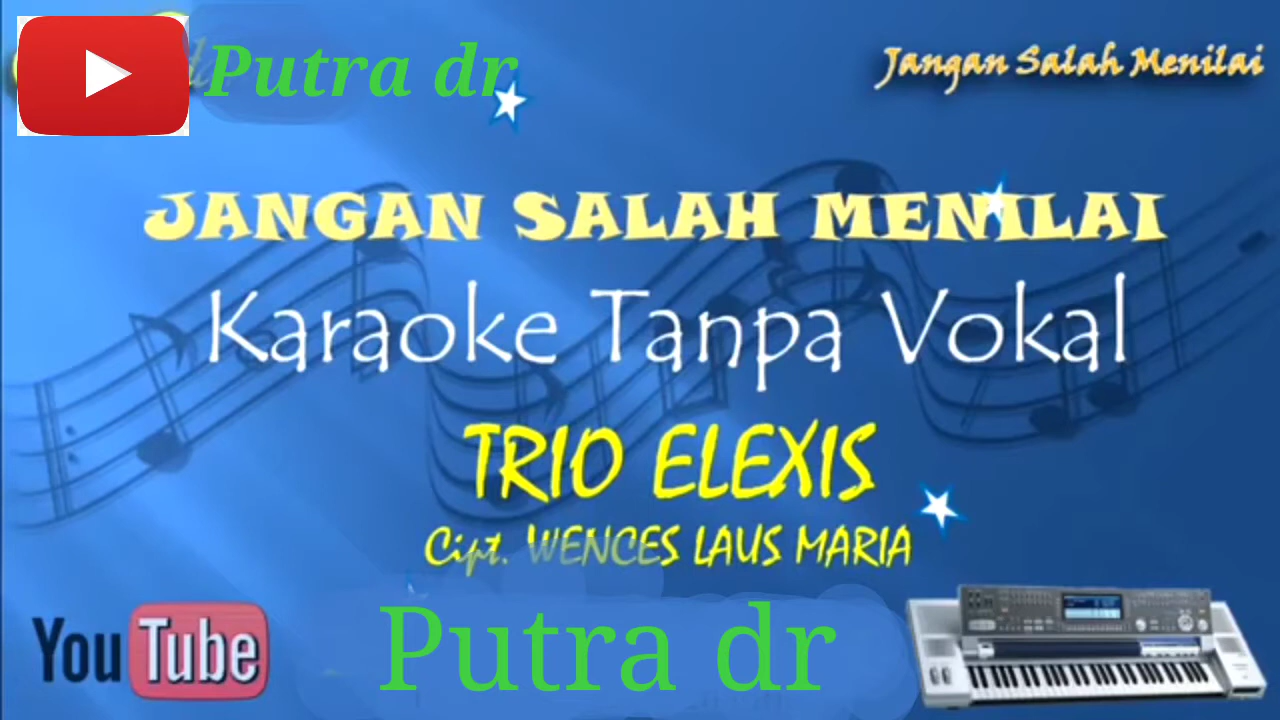 Putra dr
Jangan Salah Menilai
JANGAN SALAH MENILAI
Karaoke Tanpa Vokal
TRIO ELEXIS
Cipt. WENCES LAUS MARIA
YouTube
Putra dr